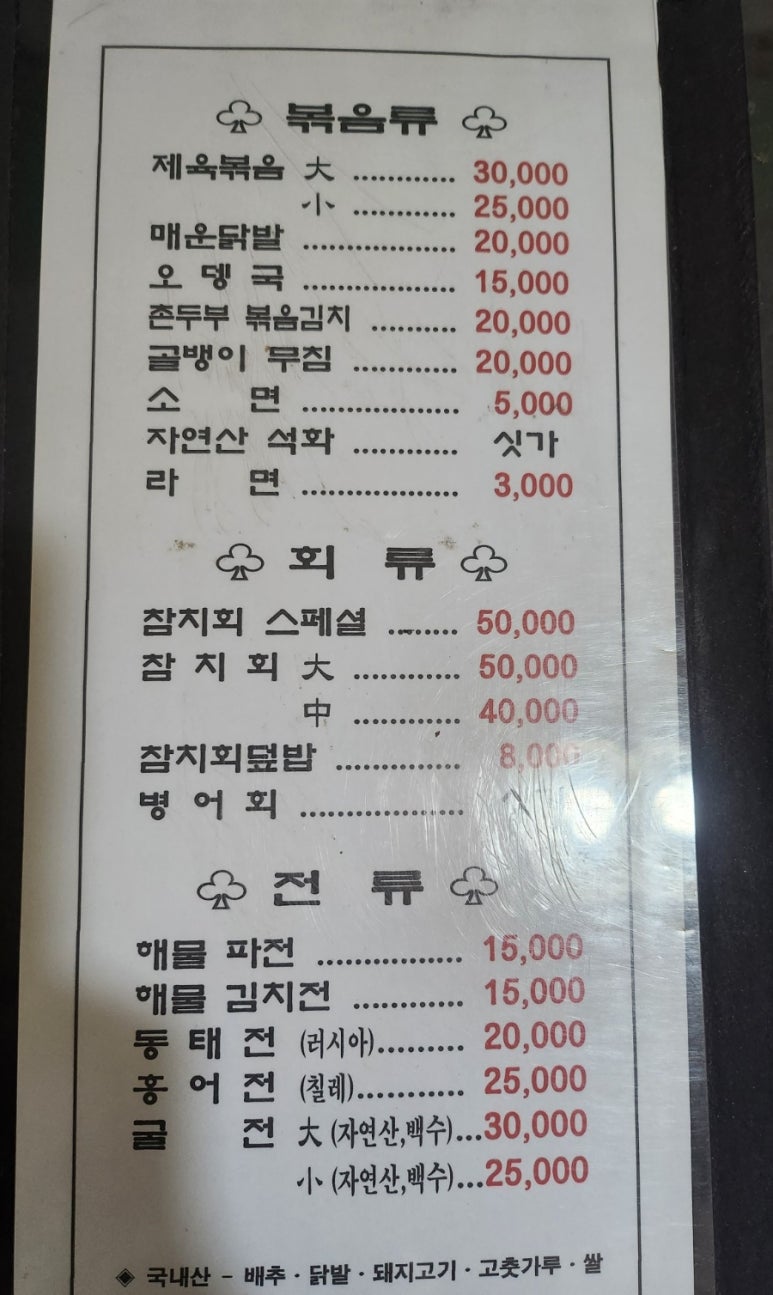 ♧ 볶음류 ♧
제육볶음 大 ............ 30,000
小 ............ 25,000
매운닭발 .................. 20,000
오 뎅 국 .................. 15,000
촌두부 볶음김치 .......... 20,000
골뱅이 무침 ............ 20,000
소 면 .................. 5,000
자연산 석화 ............ 싯가
라 면 .................. 3,000
♧ 회 류 ♧
참치회 스페셜 ........ 50,000
참 치 회 大 ............ 50,000
中 ............ 40,000
참치회덮밥 .............. 8,000
병 어 회 ..................
♧ 전 류 ♧
해물 파전 ................ 15,000
해물 김치전 ............ 15,000
동 태 전 (러시아)......... 20,000
홍 어 전 (칠레)............ 25,000
굴 전 大 (자연산,백수)...30,000
小 (자연산,백수)...25,000
◈ 국내산 - 배추 · 닭발 · 돼지고기 · 고춧가루 · 쌀